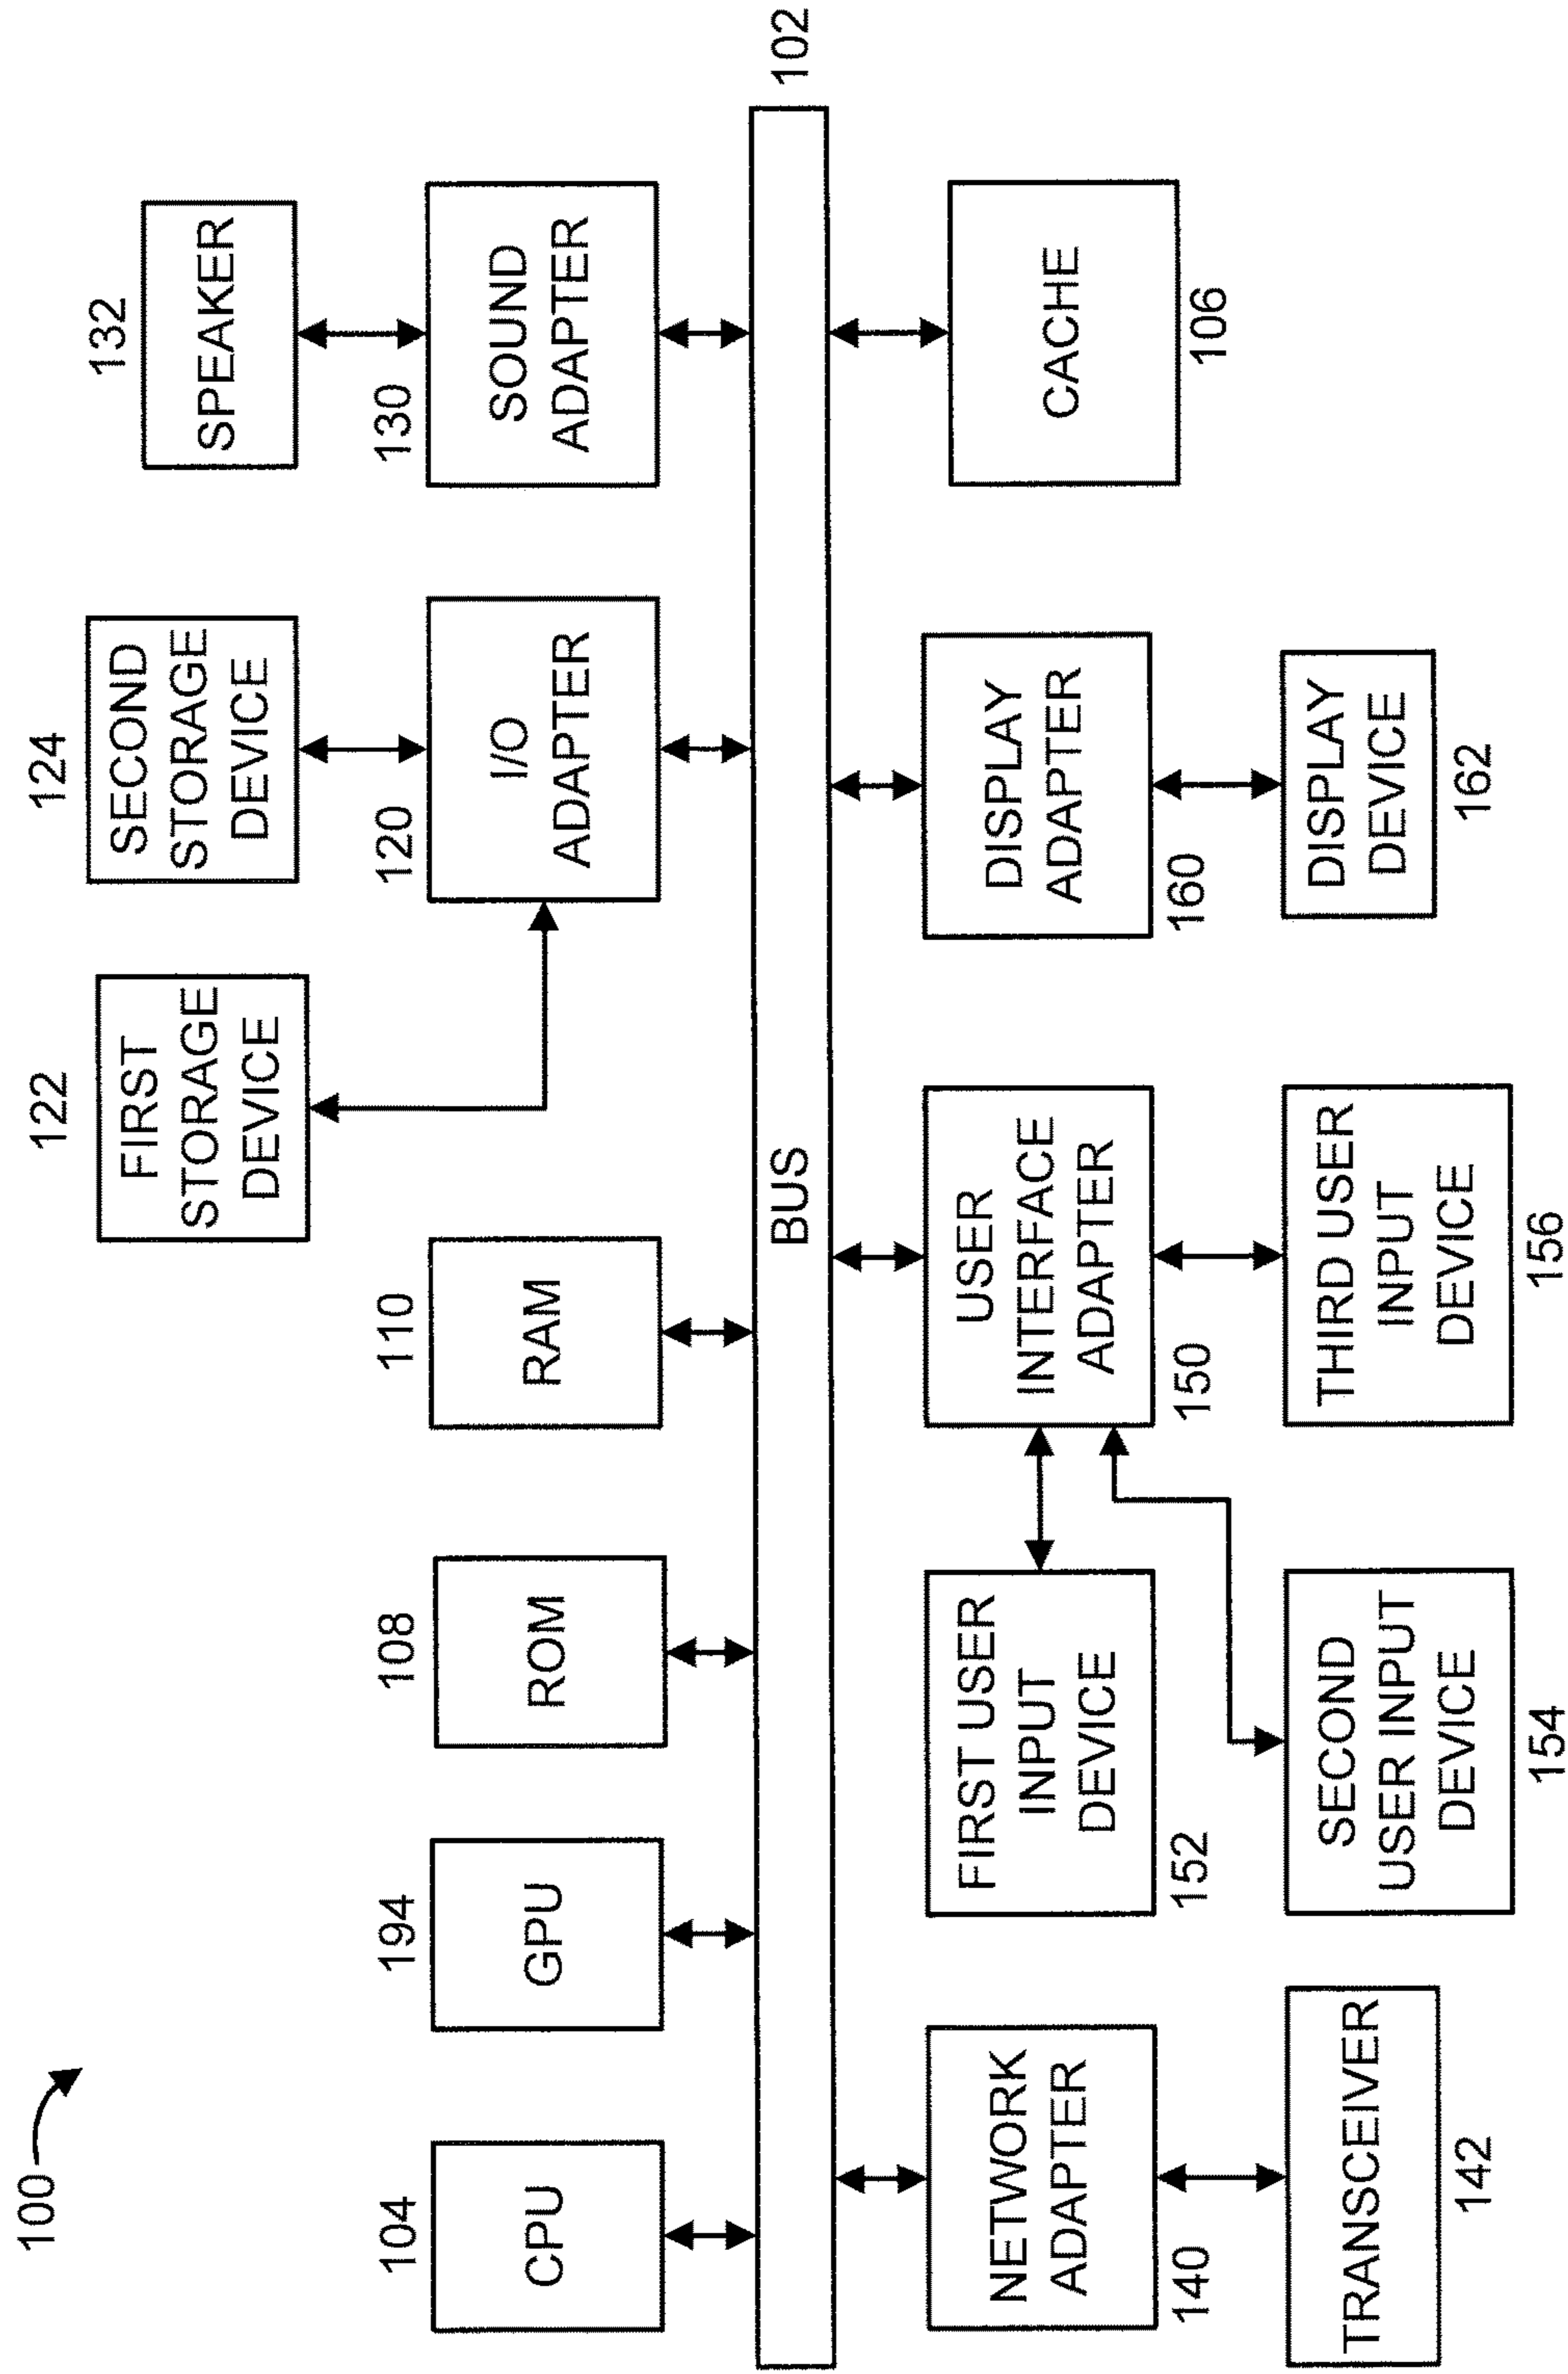 100
104
CPU
194
GPU
108
ROM
110
RAM
122
FIRST
STORAGE
DEVICE
124
SECOND
STORAGE
DEVICE
120
I/O
ADAPTER
132
SPEAKER
130
SOUND
ADAPTER
BUS
102
NETWORK
ADAPTER
140
TRANSCEIVER
142
FIRST USER
INPUT
DEVICE
152
SECOND
USER INPUT
DEVICE
154
USER
INTERFACE
ADAPTER
150
THIRD USER
INPUT
DEVICE
156
DISPLAY
ADAPTER
160
DISPLAY
DEVICE
162
CACHE
106